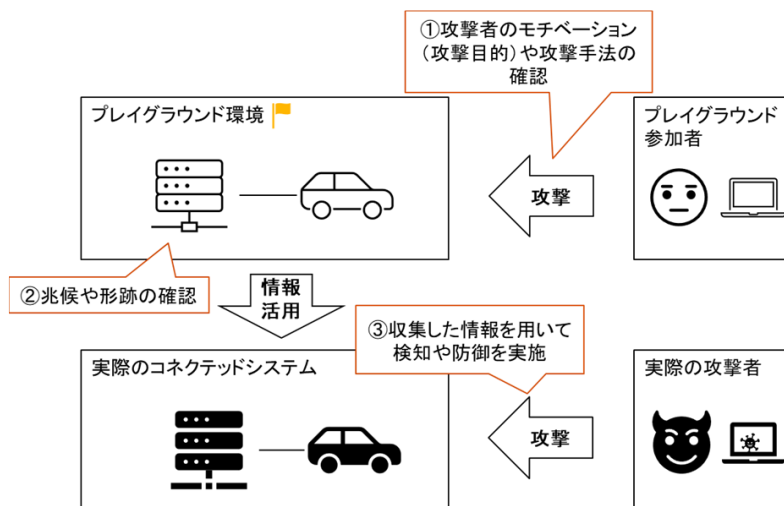 ①攻撃者のモチベーション
（攻撃目的）や攻撃手法の
確認
プレイグラウンド環境
プレイグラウンド
参加者
攻撃
②兆候や形跡の確認
情報
活用
③収集した情報を用いて
検知や防御を実施
実際のコネクテッドシステム
実際の攻撃者
攻撃